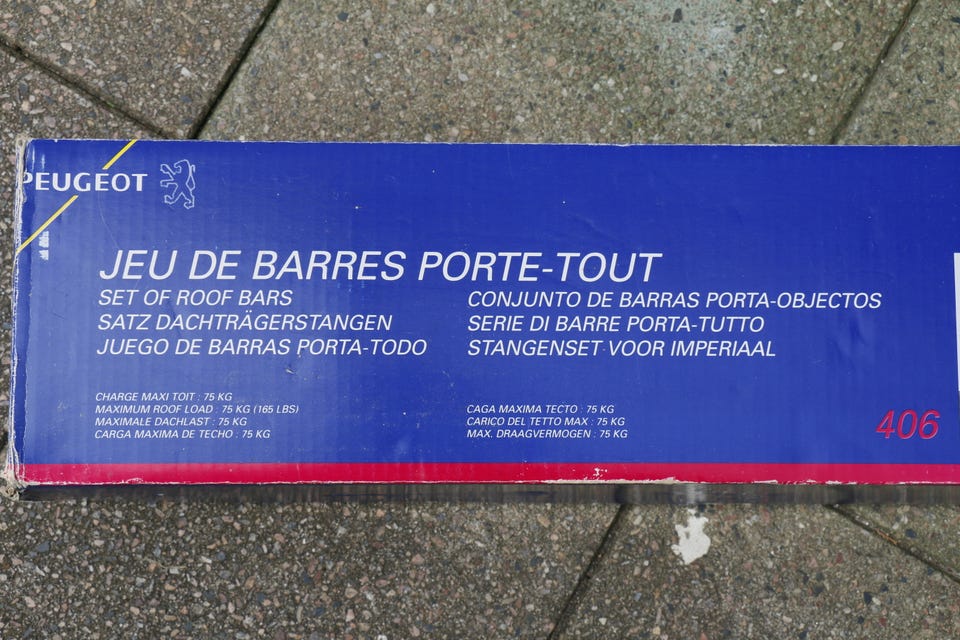 PEUGEOT
JEU DE BARRES PORTE-TOUT
SET OF ROOF BARS
SATZ DACHTRÄGERSTANGEN
JUEGO DE BARRAS PORTA-TODO
CONJUNTO DE BARRAS PORTA-OBJECTOS
SERIE DI BARRE PORTA-TUTTO
STANGENSET VOOR IMPERIAAL
CHARGE MAXI TOIT : 75 KG
MAXIMUM ROOF LOAD : 75 KG (165 LBS)
MAXIMALE DACHLAST : 75 KG
CARGA MAXIMA DE TECHO : 75 KG
CAGA MAXIMA TECTO : 75 KG
CARICO DEL TETTO MAX : 75 KG
MAX. DRAAGVERMOGEN : 75 KG
406